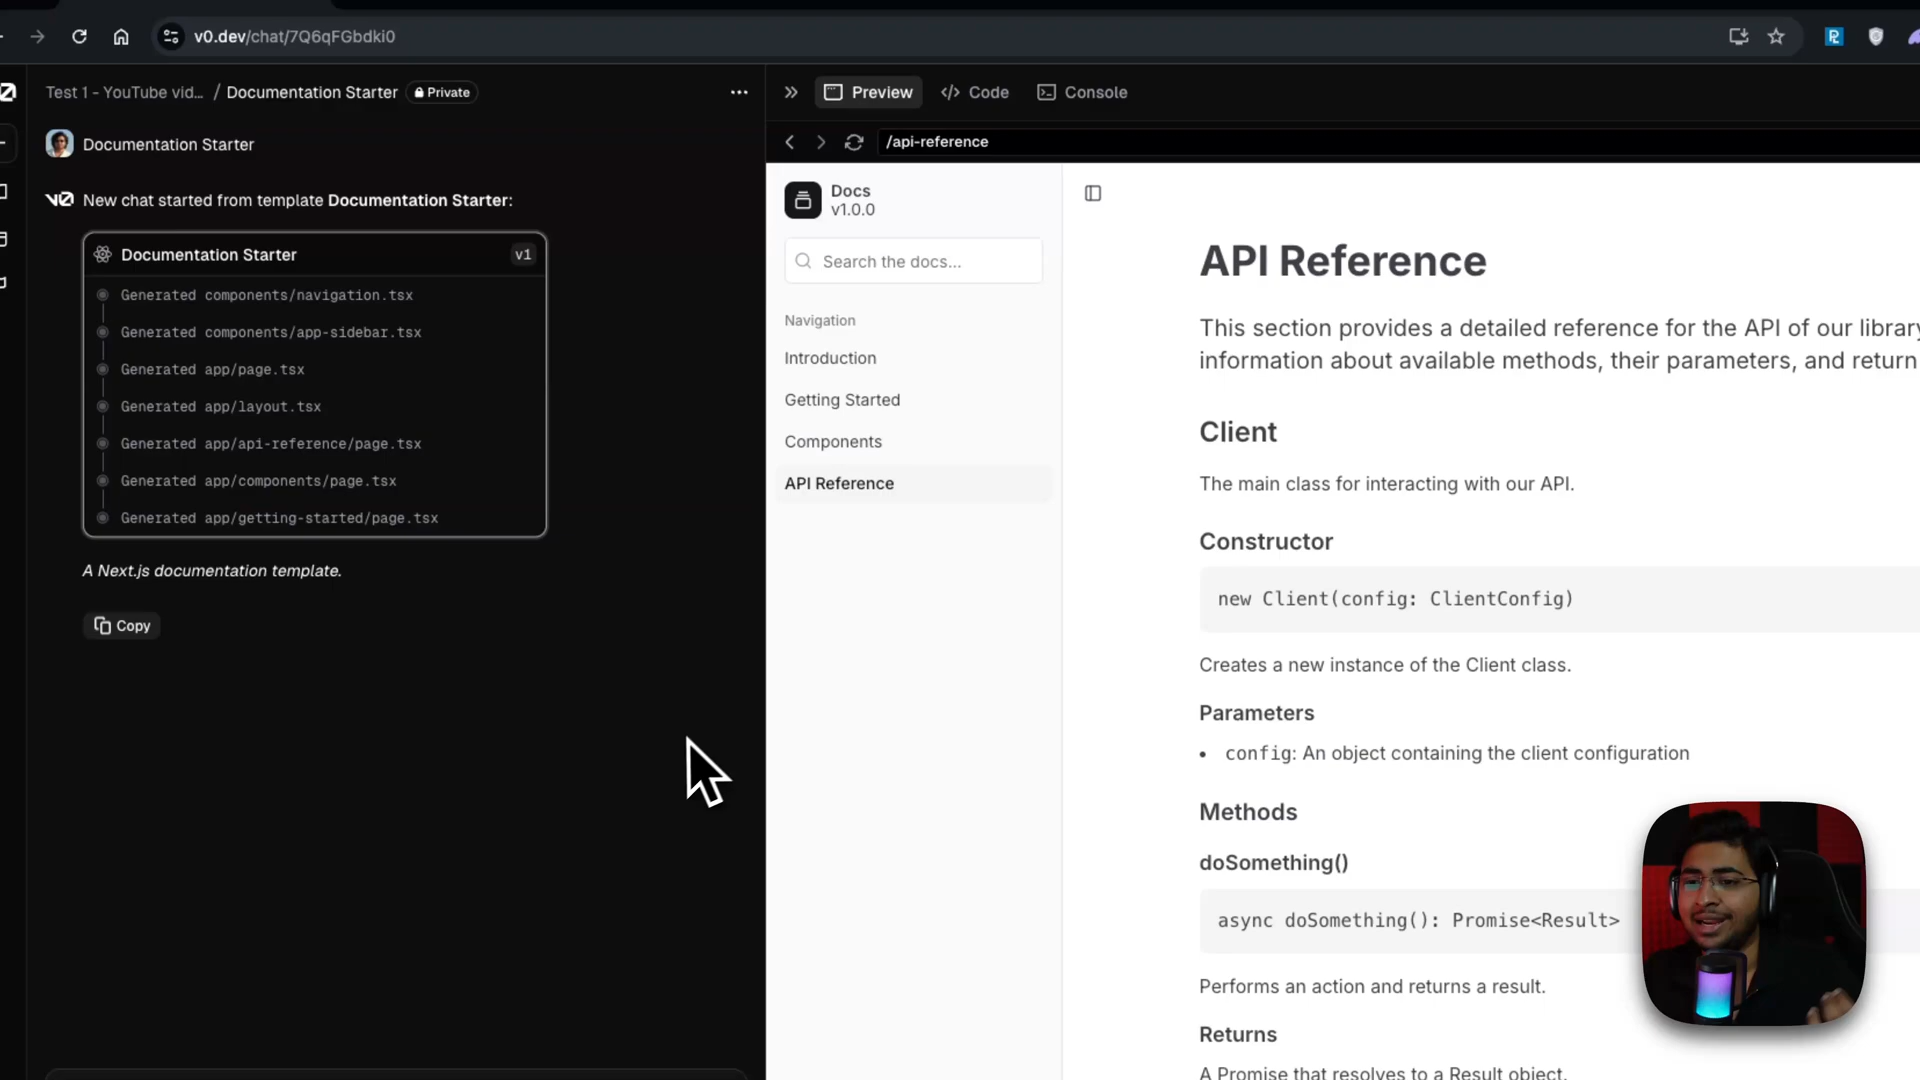 v0.dev/chat/7Q6qFGbdki0
Test 1 - YouTube vid... / Documentation Starter Private
Documentation Starter
New chat started from template Documentation Starter:
Documentation Starter v1
Generated components/navigation.tsx
Generated components/app-sidebar.tsx
Generated app/page.tsx
Generated app/layout.tsx
Generated app/api-reference/page.tsx
Generated app/components/page.tsx
Generated app/getting-started/page.tsx
A Next.js documentation template.
Copy
Preview Code Console
/api-reference
Docs
v1.0.0
Search the docs...
Navigation
Introduction
Getting Started
Components
API Reference
API Reference
This section provides a detailed reference for the API of our library
information about available methods, their parameters, and return
Client
The main class for interacting with our API.
Constructor
new Client(config: ClientConfig)
Creates a new instance of the Client class.
Parameters
• config: An object containing the client configuration
Methods
doSomething()
async doSomething(): Promise<Result>
Performs an action and returns a result.
Returns
A Promise that resolves to a Result object.